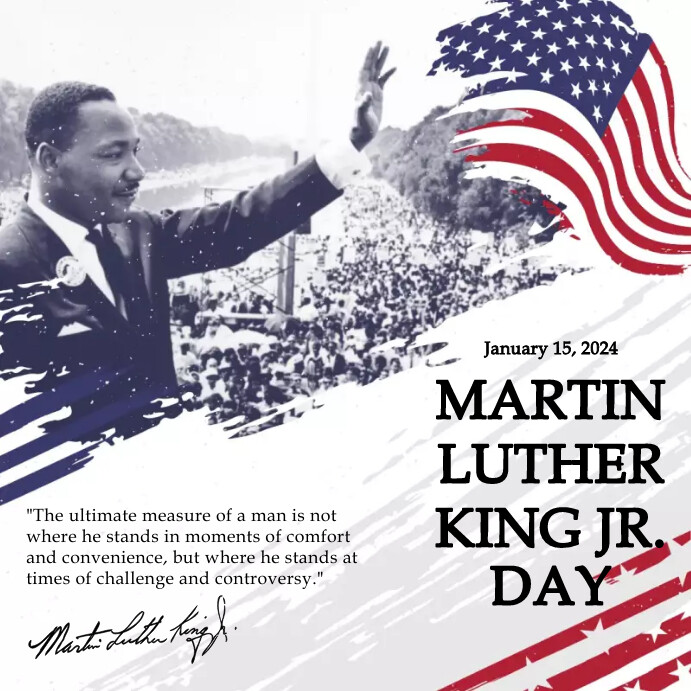 January 15, 2024
MARTIN
LUTHER
KING JR.
DAY
"The ultimate measure of a man is not
where he stands in moments of comfort
and convenience, but where he stands at
times of challenge and controversy."
Martin Luther King Jr.